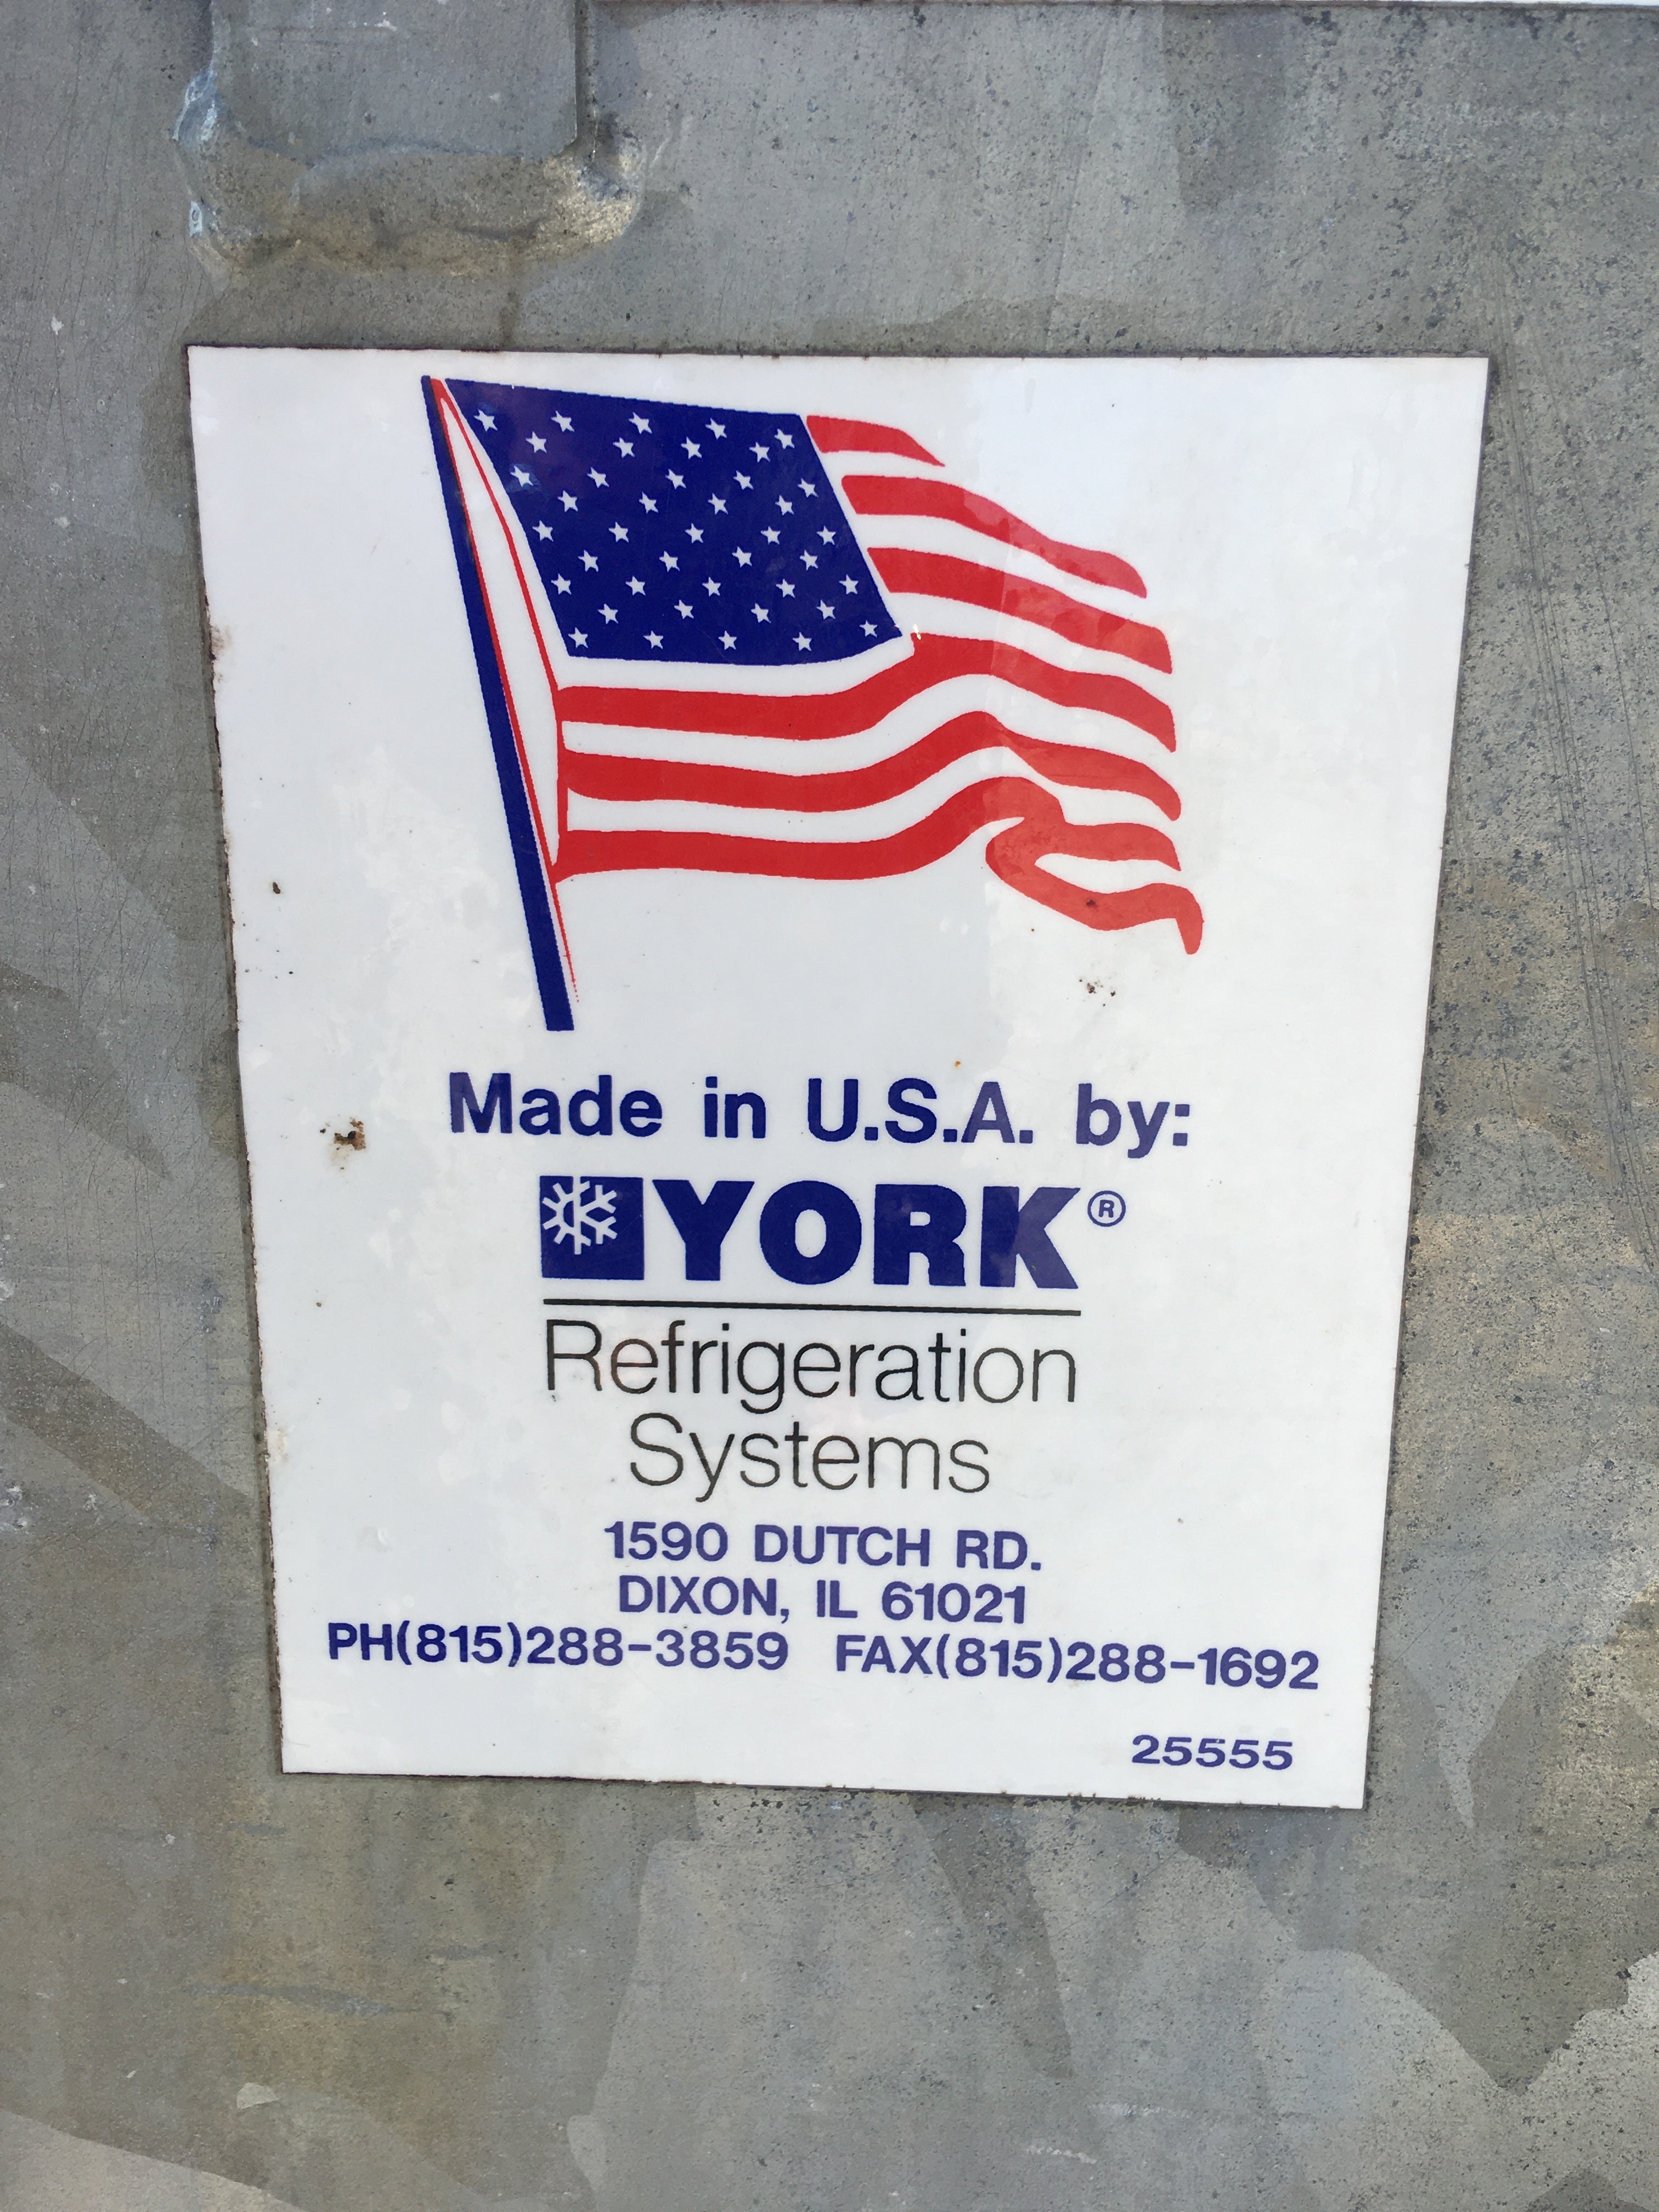 Made in U.S.A. by:
YORK®
Refrigeration
Systems
1590 DUTCH RD.
DIXON, IL 61021
PH(815)288-3859 FAX(815)288-1692
25555